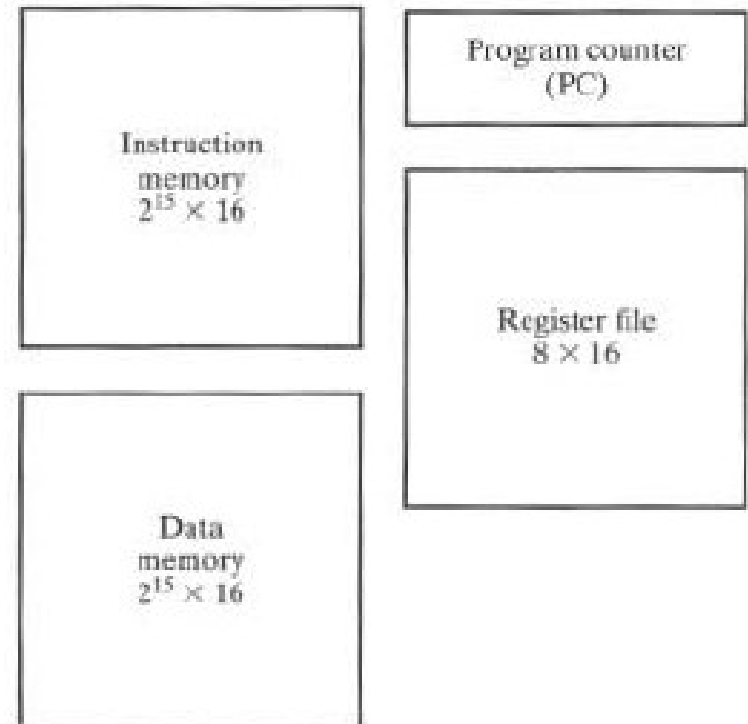 Instruction
memory
2¹⁵ × 16
Program counter
(PC)
Register file
8 × 16
Data
memory
2¹⁵ × 16